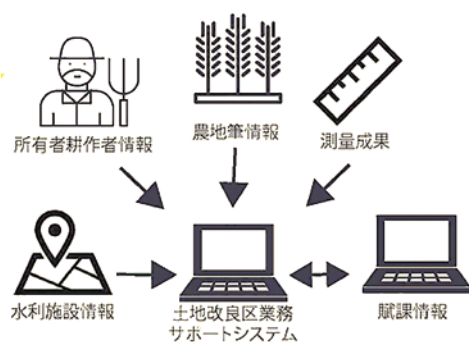 所有者耕作者情報
農地筆情報
測量成果
水利施設情報
土地改良区業務
サポートシステム
賦課情報